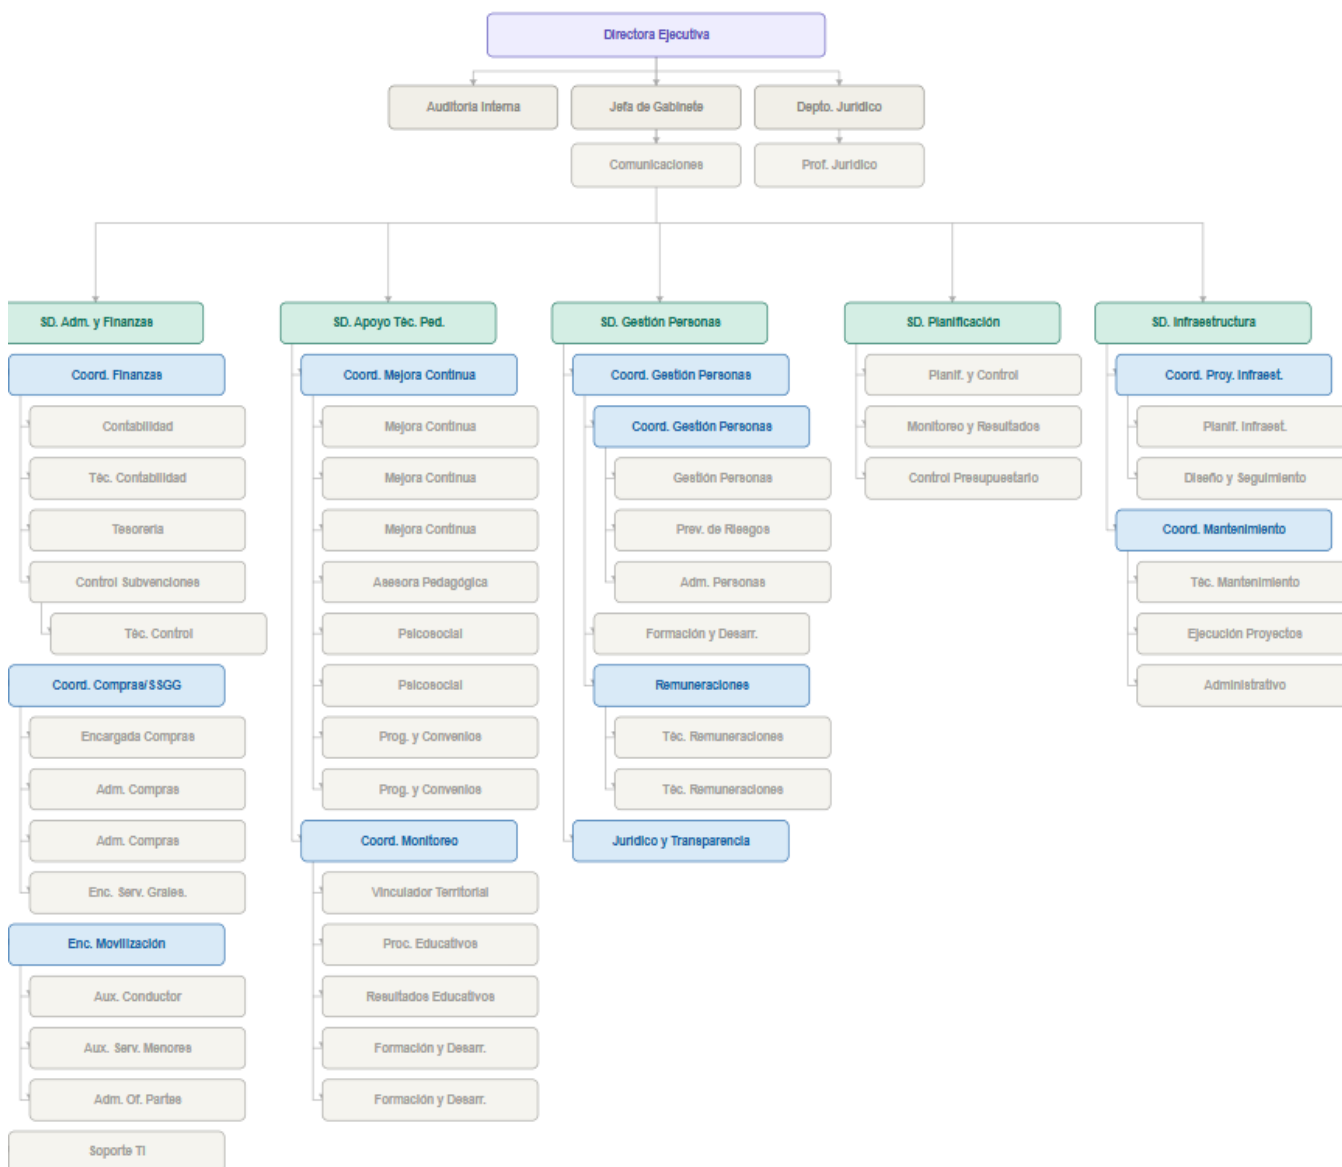 Directora Ejecutiva
Auditoría Interna
Jefa de Gabinete
Depto. Jurídico
Comunicaciones
Prof. Jurídico
SD. Adm. y Finanzas
Coord. Finanzas
Contabilidad
Téc. Contabilidad
Tesorería
Control Subvenciones
Téc. Control
Coord. Compras/SSGG
Encargada Compras
Adm. Compras
Adm. Compras
Enc. Serv. Grales.
Enc. Movilización
Aux. Conductor
Aux. Serv. Menores
Adm. Of. Partes
Soporte TI
SD. Apoyo Téc. Ped.
Coord. Mejora Continua
Mejora Continua
Mejora Continua
Mejora Continua
Asesora Pedagógica
Psicosocial
Psicosocial
Prog. y Convenios
Prog. y Convenios
Coord. Monitoreo
Vinculador Territorial
Proc. Educativos
Resultados Educativos
Formación y Desarr.
Formación y Desarr.
SD. Gestión Personas
Coord. Gestión Personas
Coord. Gestión Personas
Gestión Personas
Prev. de Riesgos
Adm. Personas
Formación y Desarr.
Remuneraciones
Téc. Remuneraciones
Téc. Remuneraciones
Jurídico y Transparencia
SD. Planificación
Planif. y Control
Monitoreo y Resultados
Control Presupuestario
SD. Infraestructura
Coord. Proy. Infraest.
Planif. Infraest.
Diseño y Seguimiento
Coord. Mantenimiento
Téc. Mantenimiento
Ejecución Proyectos
Administrativo